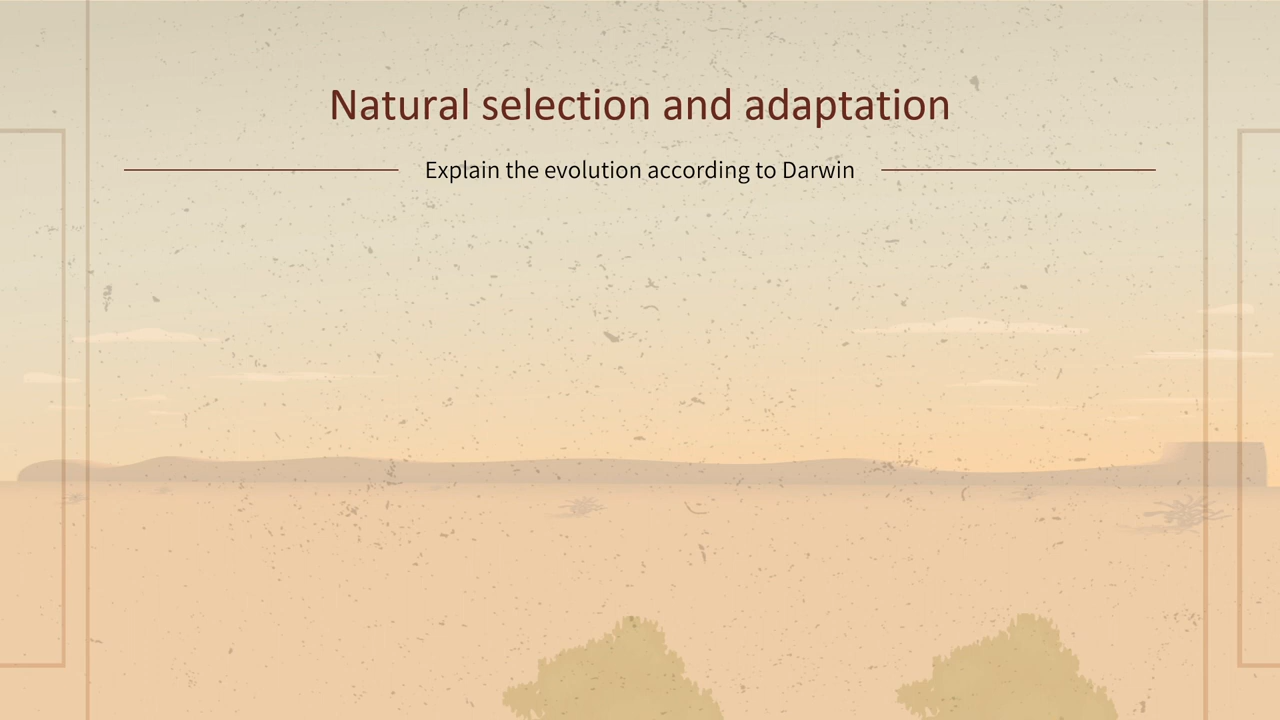 Natural selection and adaptation
Explain the evolution according to Darwin